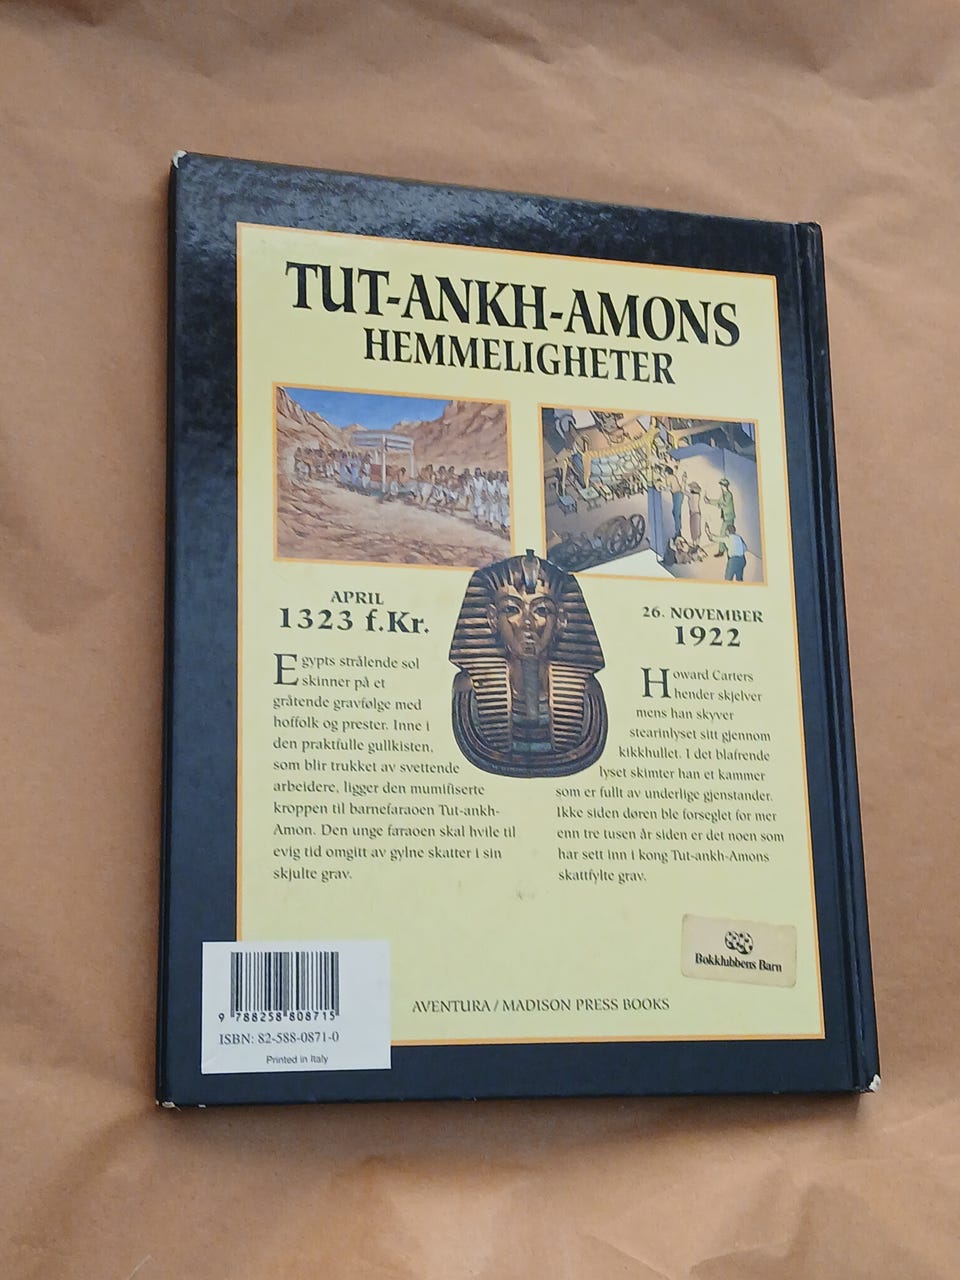 TUT-ANKH-AMONS
HEMMELIGHETER
APRIL
1323 f.Kr.
Egypts strålende sol
skinner på et
gråtende gravfølge med
hoffolk og prester. Inne i
den praktfulle gullkisten,
som blir trukket av svettende
arbeidere, ligger den mumifiserte
kroppen til barnefaraoen Tut-ankh-
Amon. Den unge faraoen skal hvile til
evig tid omgitt av gylne skatter i sin
skjulte grav.
26. NOVEMBER
1922
Howard Carters
hender skjelver
mens han skyver
stearinlyset sitt gjennom
kikkhullet. I det blafrende
lyset skimter han et kammer
som er fullt av underlige gjenstander.
Ikke siden døren ble forseglet for mer
enn tre tusen år siden er det noen som
har sett inn i kong Tut-ankh-Amons
skattfylte grav.
Bokklubbens Barn
AVENTURA / MADISON PRESS BOOKS
9 788258 808715
ISBN: 82-588-0871-0
Printed in Italy